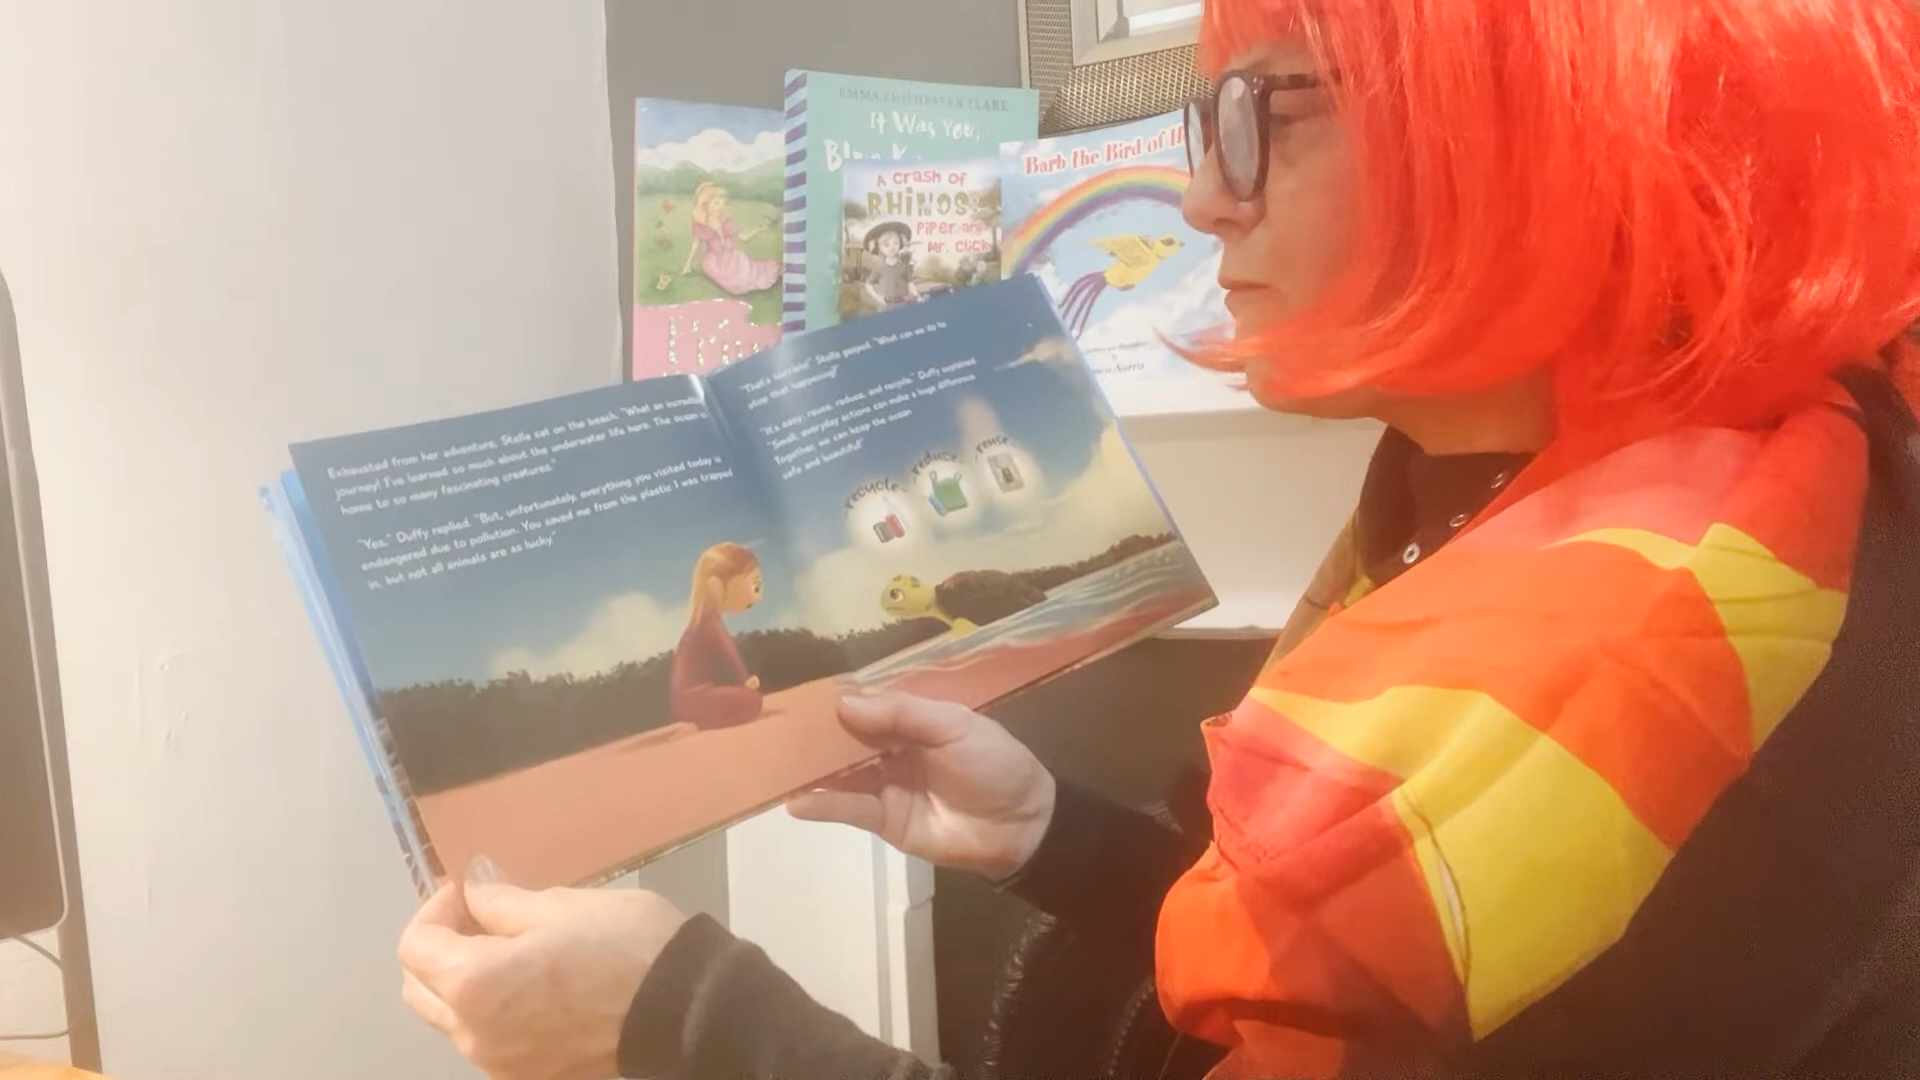 EMMA CHICHESTER CLARK
It Was You,
Blue K
A crash of
RHINOS:
Piper and
Mr. Click
Barb the Bird of
Norris
Exhausted from her adventure, Stella sat on the beach. "What an incredible
journey! I've learned so much about the underwater life here. The ocean is
home to so many fascinating creatures."
"Yes," Duffy replied. "But, unfortunately, everything you visited today is
endangered due to pollution. You saved me from the plastic I was trapped
in, but not all animals are as lucky."
"That's horrible!" Stella gasped. "What can we do to
stop that happening?"
"It's easy: reuse, reduce, and recycle." Duffy explained.
"Small, everyday actions can make a huge difference.
Together, we can keep the ocean
safe and beautiful!"
recycle
reduce
reuse